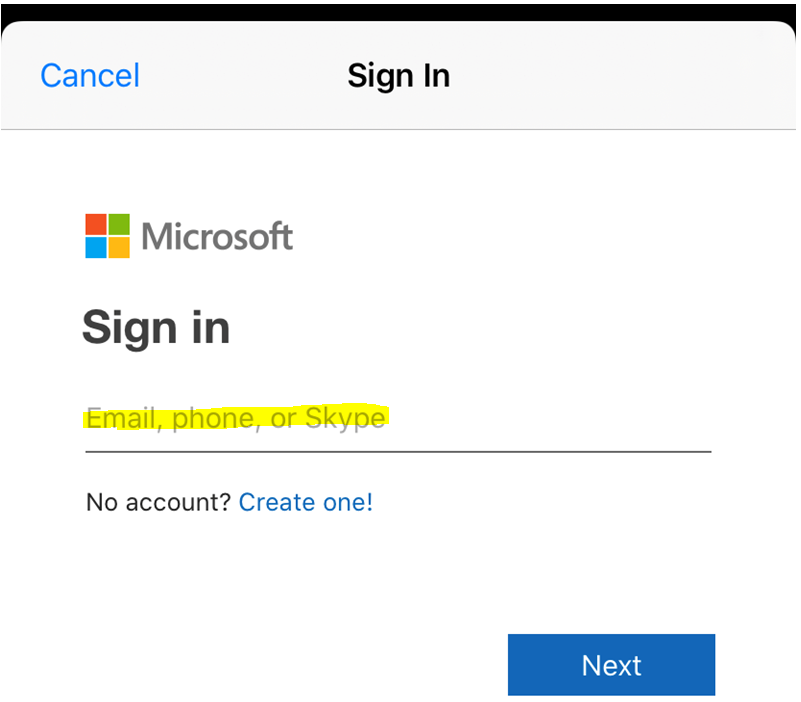 Cancel Sign In
Microsoft
Sign in
Email, phone, or Skype
No account? Create one!
Next